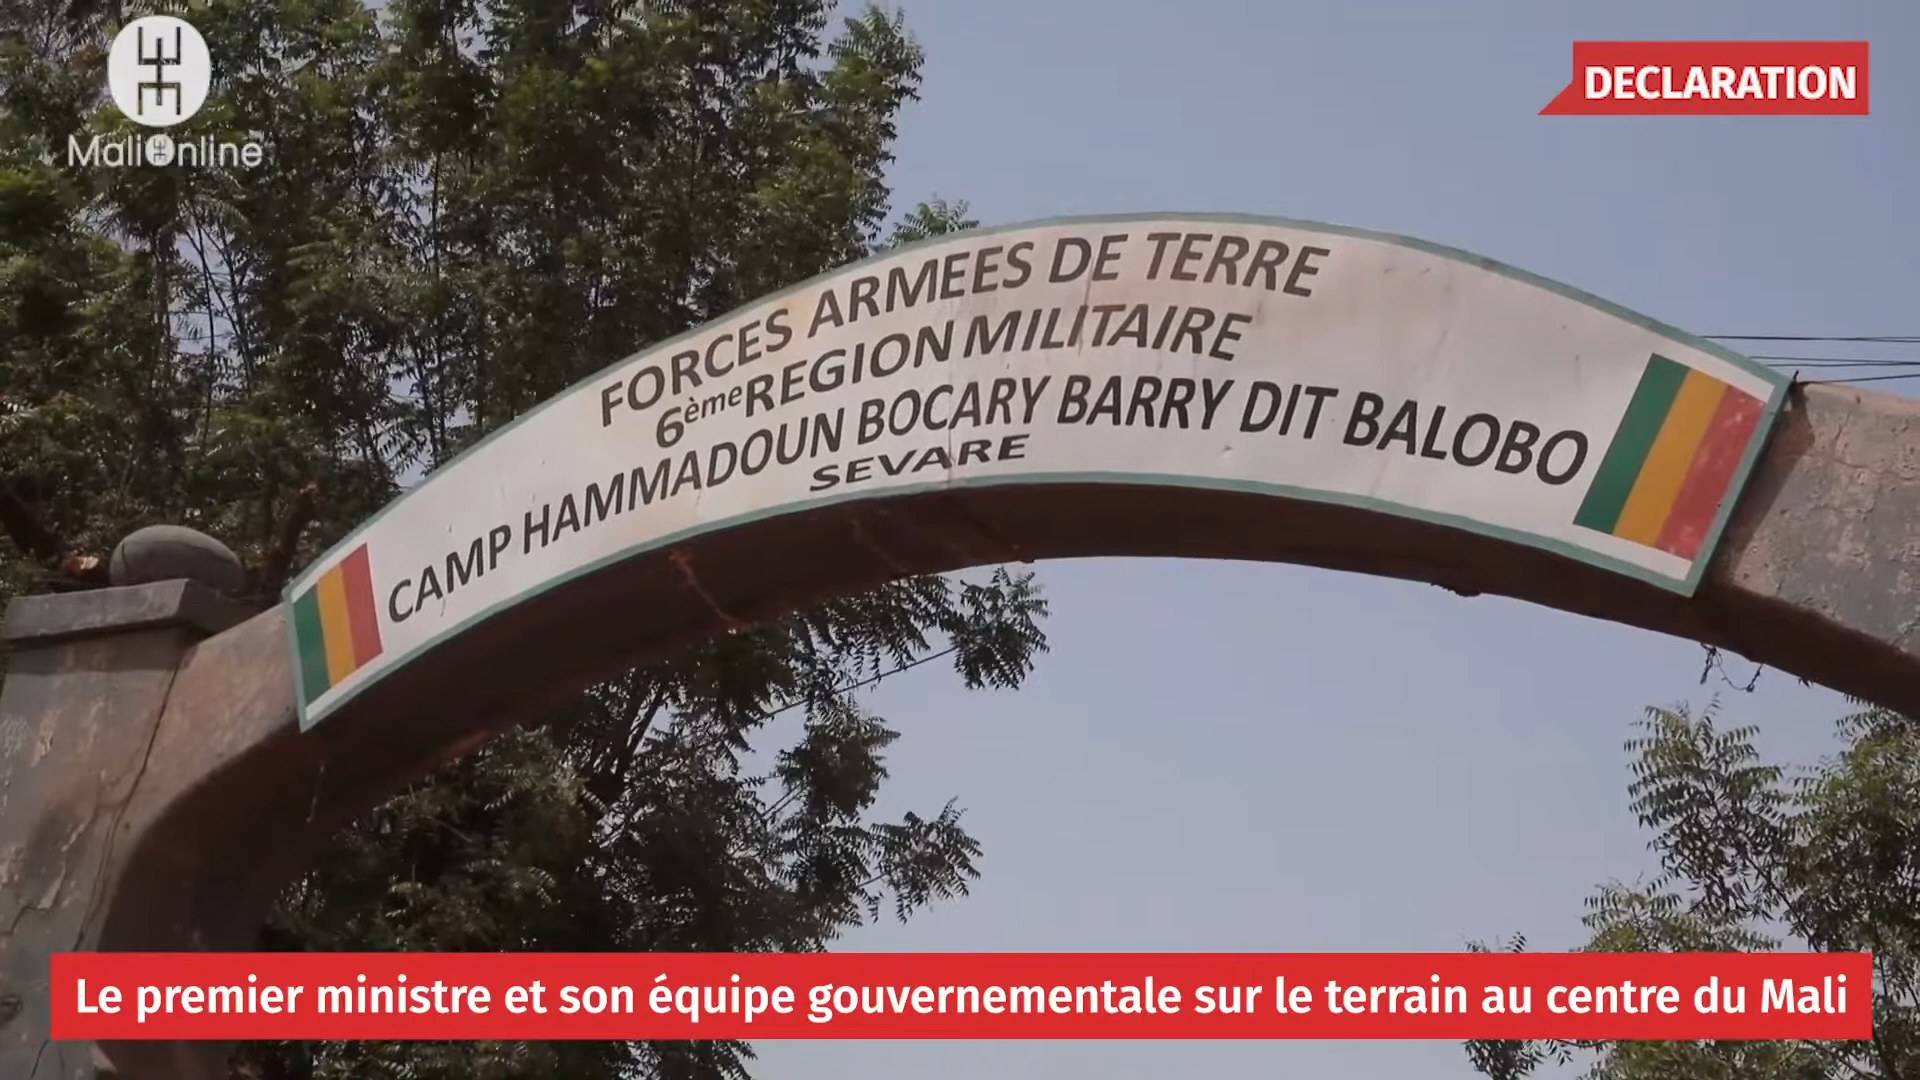 MaliOnline
DECLARATION
FORCES ARMEES DE TERRE
6ème REGION MILITAIRE
CAMP HAMMADOUN BOCARY BARRY DIT BALOBO
SEVARE
Le premier ministre et son équipe gouvernementale sur le terrain au centre du Mali